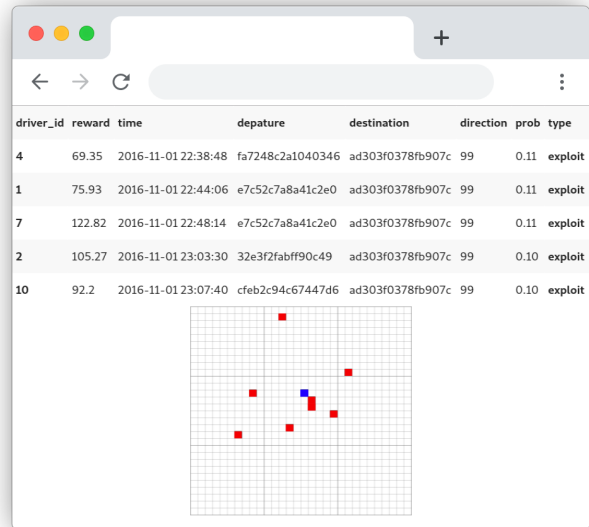 driver_id reward time depature destination direction prob type
4 69.35 2016-11-01 22:38:48 fa7248c2a1040346 ad303f0378fb907c 99 0.11 exploit
1 75.93 2016-11-01 22:44:06 e7c52c7a8a41c2e0 ad303f0378fb907c 99 0.11 exploit
7 122.82 2016-11-01 22:48:14 e7c52c7a8a41c2e0 ad303f0378fb907c 99 0.11 exploit
2 105.27 2016-11-01 23:03:30 32e3f2fabff90c49 ad303f0378fb907c 99 0.10 exploit
10 92.2 2016-11-01 23:07:40 cfeb2c94c67447d6 ad303f0378fb907c 99 0.10 exploit